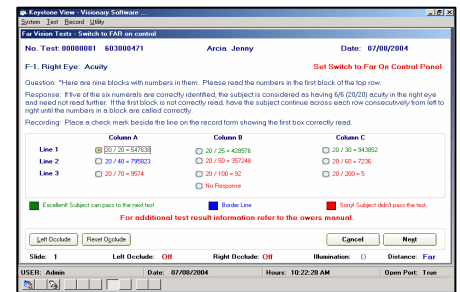 Keystone View - Visionary Software ...
System Test Record Utility
Far Vision Tests - Switch to FAR on control
No. Test: 00000081 603000471 Arcia Jenny Date: 07/08/2004
F-1. Right Eye: Acuity Set Switch to Far On Control Panel
Question: "Here are nine blocks with numbers in them. Please read the numbers in the first block of the top row.
Response: If five of the six numerals are correctly identified, the subject is considered as having 6/6 (20/20) acuity in the right eye
and need not read further. If the first block is not correctly read, have the subject continue across each row consecutively from left to
right until the numbers in a block are called correctly.
Recording: Place a check mark beside the line on the record form showing the first box correctly read.
Column A Column B Column C
Line 1 20 / 20 = 547638 20 / 25 = 428576 20 / 30 = 943852
Line 2 20 / 40 = 795823 20 / 50 = 357248 20 / 60 = 7236
Line 3 20 / 70 = 9574 20 / 100 = 92 20 / 200 = 5
No Response
Excellent! Subject can pass to the next test Border Line Sorry! Subject didn't pass the test.
For additional test result information refer to the owers manual.
Left Occlude Reset Occlude Cancel Next
Slide: 1 Left Occlude: Off Right Occlude: Off Illumination: Distance: Far
USER: Admin Date: 07/08/2004 Hours: 10:22:28 AM Open Port: True